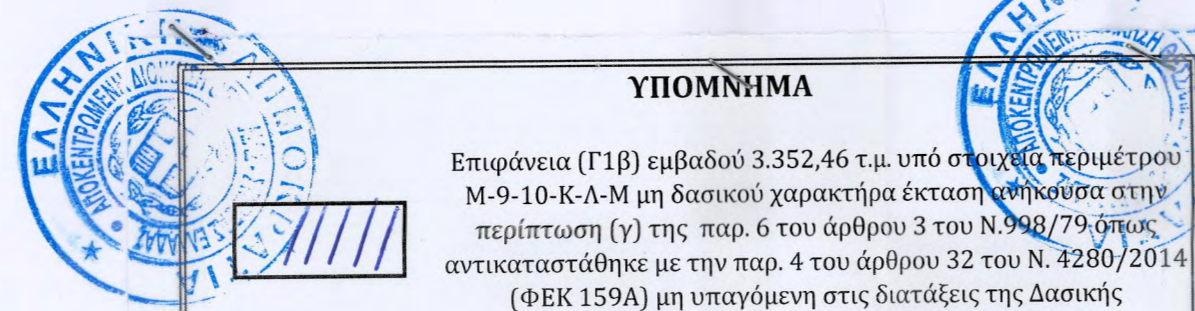 ΥΠΟΜΝΗΜΑ
Επιφάνεια (Γ1β) εμβαδού 3.352,46 τ.μ. υπό στοιχεία περιμέτρου
Μ-9-10-Κ-Λ-Μ μη δασικού χαρακτήρα έκταση ανήκουσα στην
περίπτωση (γ) της παρ. 6 του άρθρου 3 του Ν.998/79 όπως
αντικαταστάθηκε με την παρ. 4 του άρθρου 32 του Ν. 4280/2014
(ΦΕΚ 159Α) μη υπαγόμενη στις διατάξεις της Δασικής
ΕΛΛΗΝΙΚΗ ΔΗΜΟΚΡΑΤΙΑ